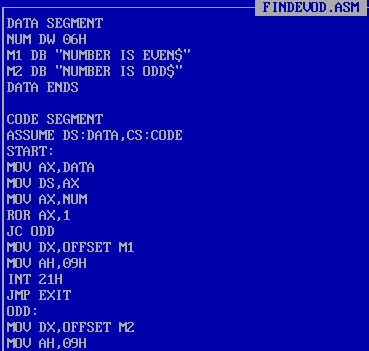 FINDEVOD.ASM
DATA SEGMENT
NUM DW 06H
M1 DB "NUMBER IS EVEN$"
M2 DB "NUMBER IS ODD$"
DATA ENDS
CODE SEGMENT
ASSUME DS:DATA,CS:CODE
START:
MOV AX,DATA
MOV DS,AX
MOV AX,NUM
ROR AX,1
JC ODD
MOV DX,OFFSET M1
MOV AH,09H
INT 21H
JMP EXIT
ODD:
MOV DX,OFFSET M2
MOV AH,09H